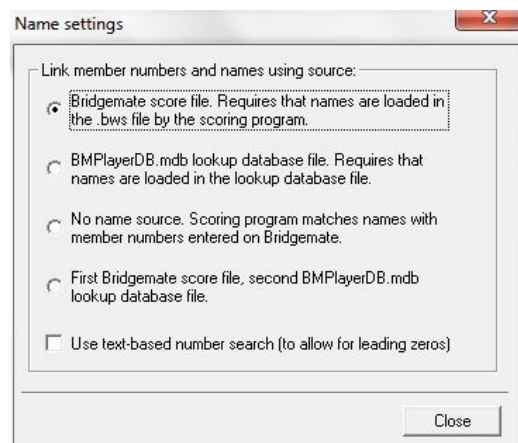 Name settings
Link member numbers and names using source:
Bridgemate score file. Requires that names are loaded in
the .bws file by the scoring program.
BMPlayerDB.mdb lookup database file. Requires that
names are loaded in the lookup database file.
No name source. Scoring program matches names with
member numbers entered on Bridgemate.
First Bridgemate score file, second BMPlayerDB.mdb
lookup database file.
Use text-based number search (to allow for leading zeros)
Close